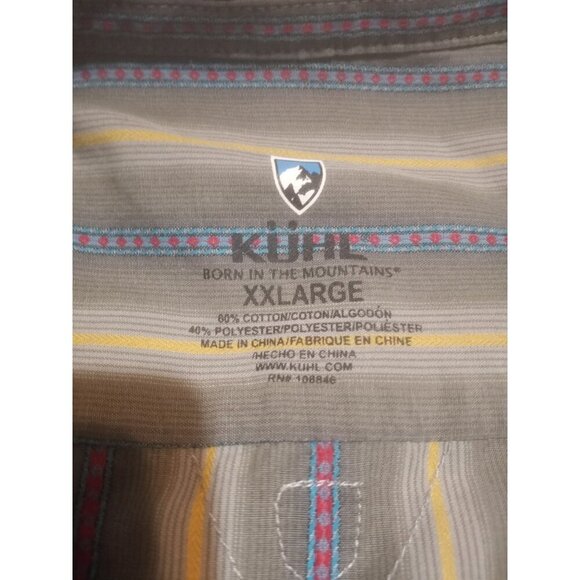 KÜHL
BORN IN THE MOUNTAINS®
XXLARGE
60% COTTON/COTON/ALGODÓN
40% POLYESTER/POLYESTER/POLIÉSTER
MADE IN CHINA/FABRIQUE EN CHINE
/HECHO EN CHINA
WWW.KUHL.COM
RN# 108846